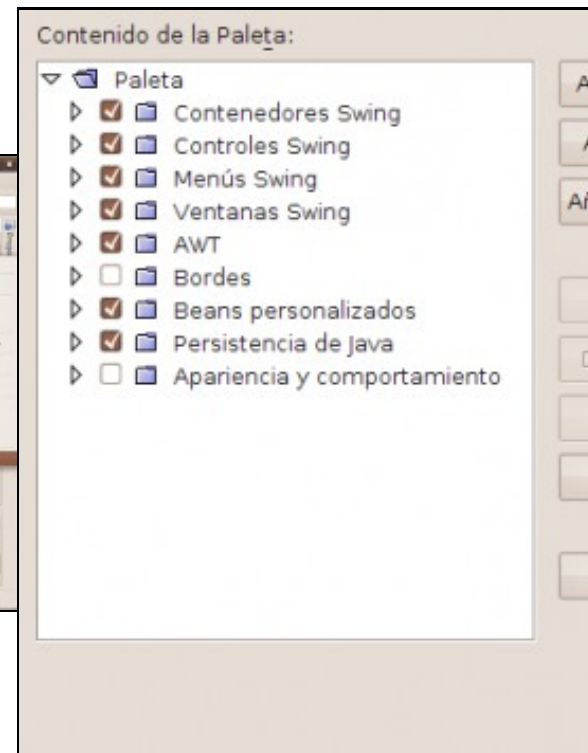 Contenido de la Paleta:
Paleta
Contenedores Swing
Controles Swing
Menús Swing
Ventanas Swing
AWT
Bordes
Beans personalizados
Persistencia de Java
Apariencia y comportamiento